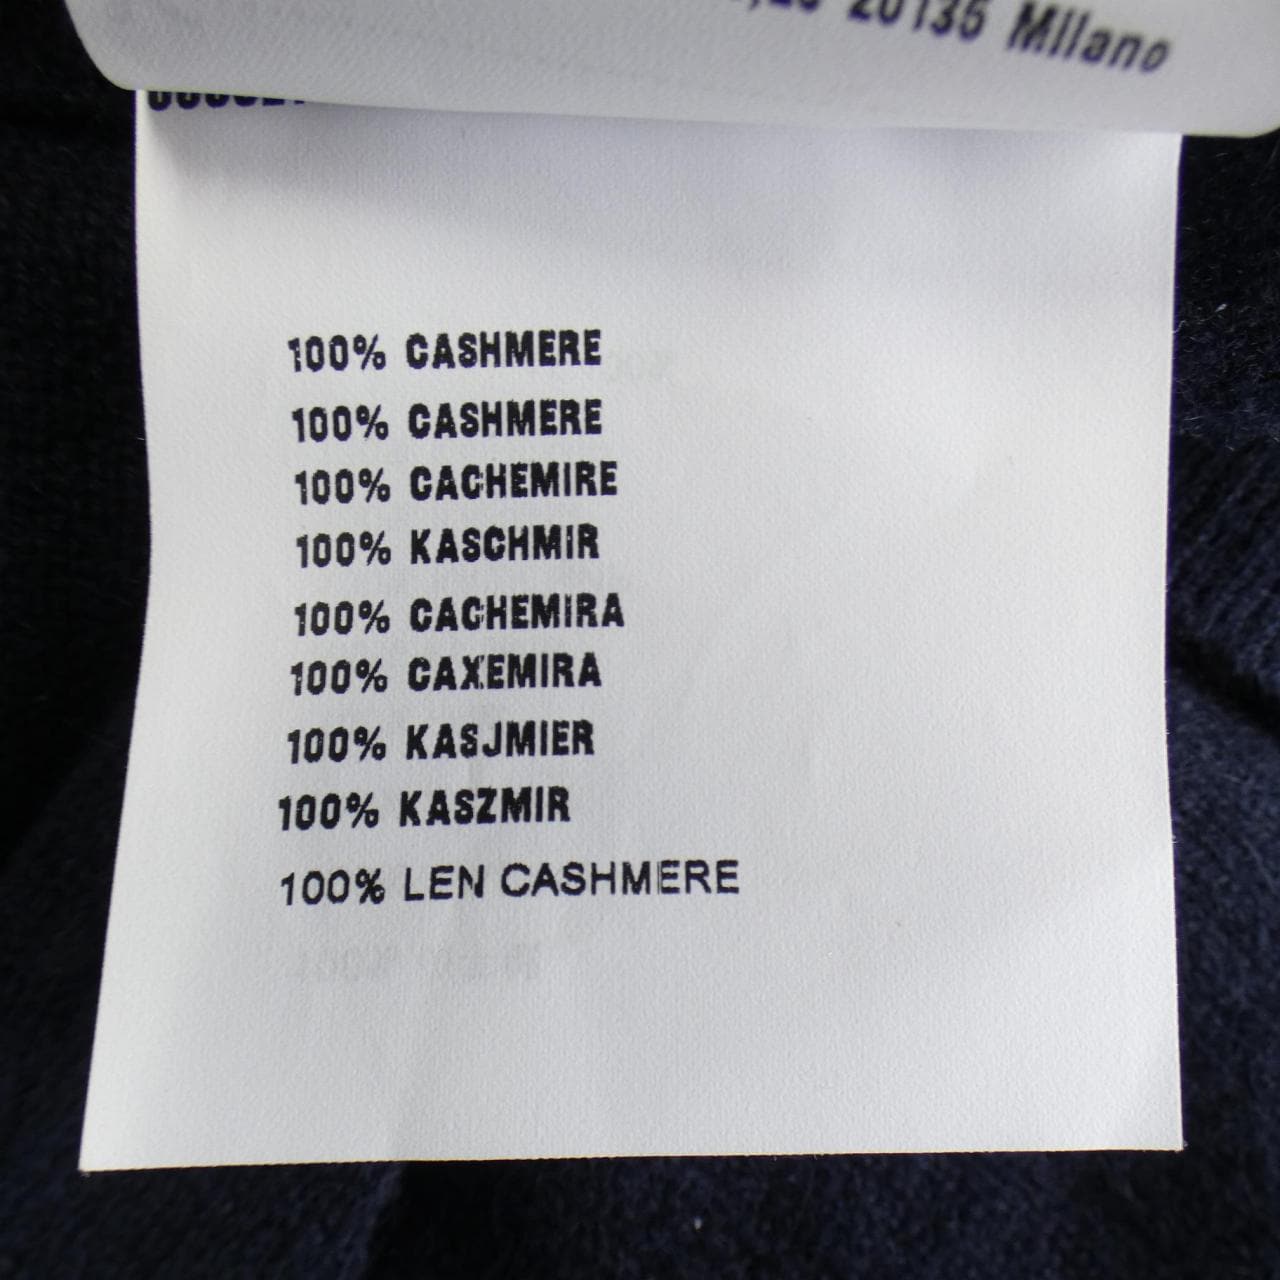 20135 Milano
100% CASHMERE
100% CASHMERE
100% CACHEMIRE
100% KASCHMIR
100% CACHEMIRA
100% CAXEMIRA
100% KASJMIER
100% KASZMIR
100% LEN CASHMERE